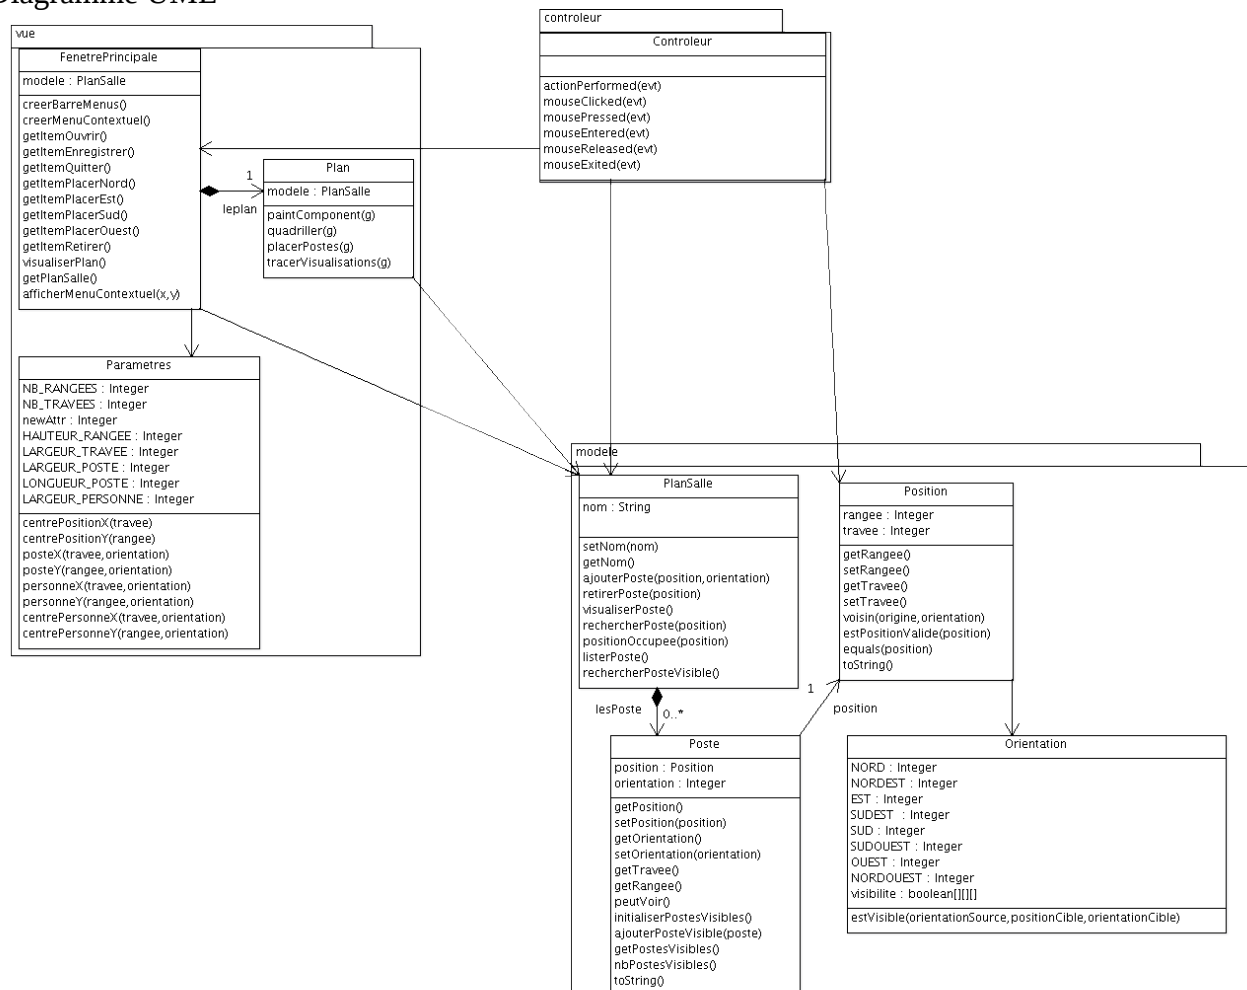 Diagramme UML
vue
FenetrePrincipale
modele : PlanSalle
creerBarreMenus()
creerMenuContextuel()
getItemOuvrir()
getItemEnregistrer()
getItemQuitter()
getItemPlacerNord()
getItemPlacerEst()
getItemPlacerSud()
getItemPlacerOuest()
getItemRetirer()
visualiserPlan()
getPlanSalle()
afficherMenuContextuel(x,y)
1
leplan
Plan
modele : PlanSalle
paintComponent(g)
quadriller(g)
placerPostes(g)
tracerVisualisations(g)
Parametres
NB_RANGEES : Integer
NB_TRAVEES : Integer
newAttr : Integer
HAUTEUR_RANGEE : Integer
LARGEUR_TRAVEE : Integer
LARGEUR_POSTE : Integer
LONGUEUR_POSTE : Integer
LARGEUR_PERSONNE : Integer
centrePositionX(travee)
centrePositionY(rangee)
posteX(travee,orientation)
posteY(rangee,orientation)
personneX(travee,orientation)
personneY(rangee,orientation)
centrePersonneX(travee,orientation)
centrePersonneY(rangee,orientation)
controleur
Controleur
actionPerformed(evt)
mouseClicked(evt)
mousePressed(evt)
mouseEntered(evt)
mouseReleased(evt)
mouseExited(evt)
modele
PlanSalle
nom : String
setNom(nom)
getNom()
ajouterPoste(position,orientation)
retirerPoste(position)
visualiserPoste()
rechercherPoste(position)
positionOccupee(position)
listerPoste()
rechercherPosteVisible()
Position
rangee : Integer
travee : Integer
getRangee()
setRangee()
getTravee()
setTravee()
voisin(origine,orientation)
estPositionValide(position)
equals(position)
toString()
lesPoste
0..*
1
position
Poste
position : Position
orientation : Integer
getPosition()
setPosition(position)
getOrientation()
setOrientation(orientation)
getTravee()
getRangee()
peutVoir()
initialiserPostesVisibles()
ajouterPosteVisible(poste)
getPostesVisibles()
nbPostesVisibles()
toString()
Orientation
NORD : Integer
NORDEST : Integer
EST : Integer
SUDEST : Integer
SUD : Integer
SUDOUEST : Integer
OUEST : Integer
NORDOUEST : Integer
visibilite : boolean[][][]
estVisible(orientationSource,positionCible,orientationCible)